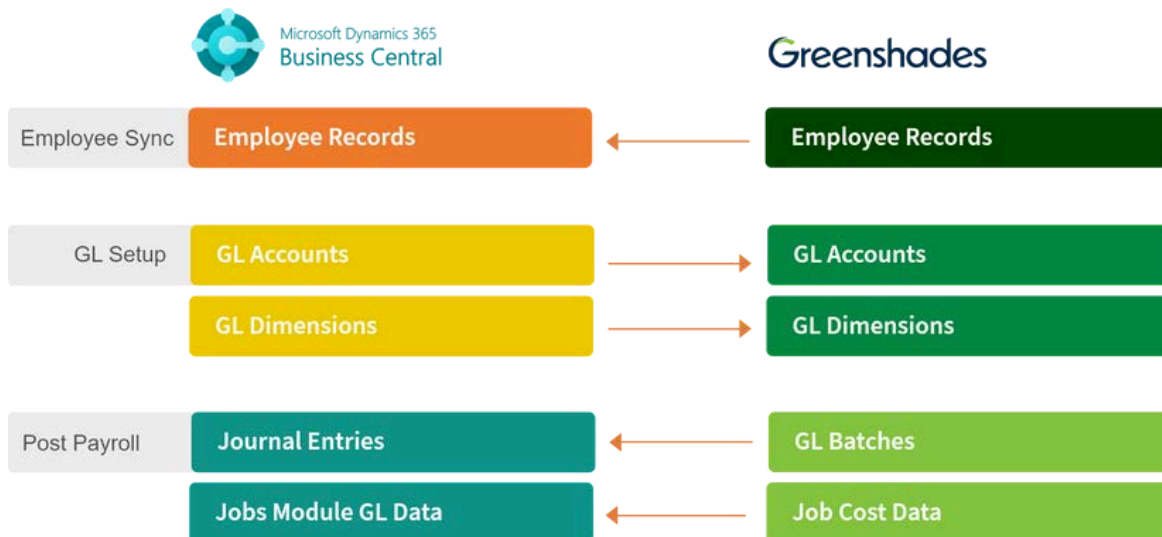 Microsoft Dynamics 365
Business Central
Greenshades
Employee Sync
Employee Records
Employee Records
GL Setup
GL Accounts
GL Accounts
GL Dimensions
GL Dimensions
Post Payroll
Journal Entries
GL Batches
Jobs Module GL Data
Job Cost Data